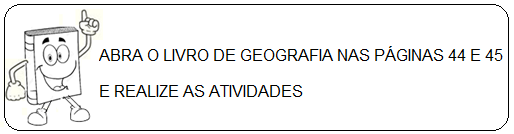 ABRA O LIVRO DE GEOGRAFIA NAS PÁGINAS 44 E 45
E REALIZE AS ATIVIDADES